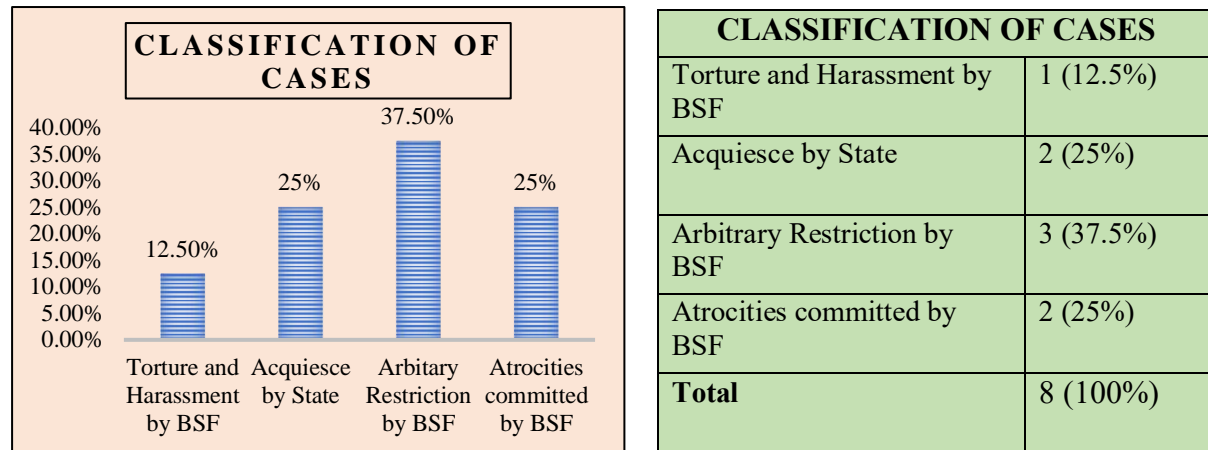 CLASSIFICATION OF
CASES
40.00%
35.00%
30.00%
25.00%
20.00%
15.00%
10.00%
5.00%
0.00%
12.50%
25%
37.50%
25%
Torture and
Harassment
by BSF
Acquiesce
by State
Arbitary
Restriction
by BSF
Atrocities
committed
by BSF
CLASSIFICATION OF CASES
Torture and Harassment by
BSF
1 (12.5%)
Acquiesce by State
2 (25%)
Arbitrary Restriction by
BSF
3 (37.5%)
Atrocities committed by
BSF
2 (25%)
Total
8 (100%)